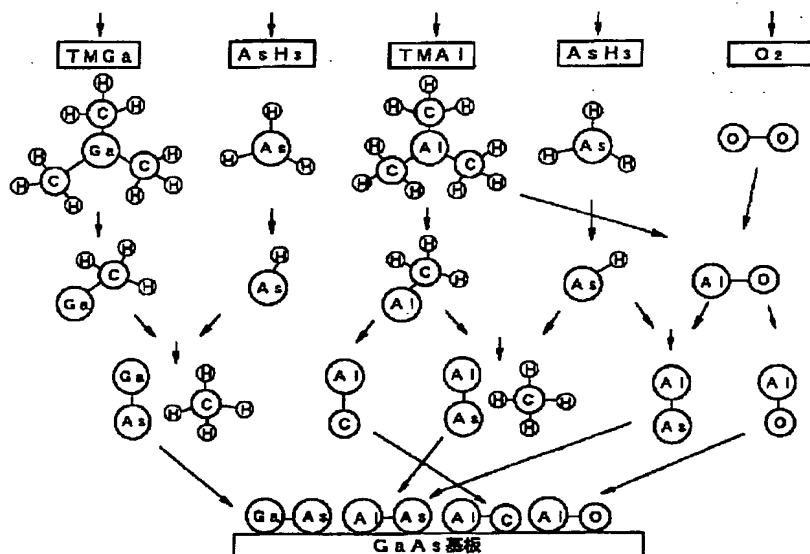 TMGa AsH3 TMAl AsH3 O2
H H H H
C H H C H H
H Ga As Al As O O
H C C H H H C C H H H
H H H H H H
H H H H
H C H As H C H As Al O
Ga Al
Ga H Al Al H Al Al
H C H H C H
As H C As H As O
Ga As Al As Al C Al O
GaAs基板